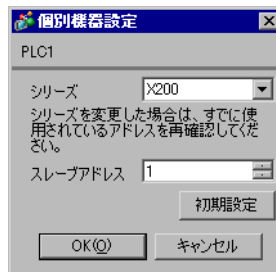 個別機器設定
PLC1
シリーズ X200
シリーズを変更した場合は、すでに使
用されているアドレスを再確認してくだ
さい。
スレーブアドレス 1
初期設定
OK(O) キャンセル